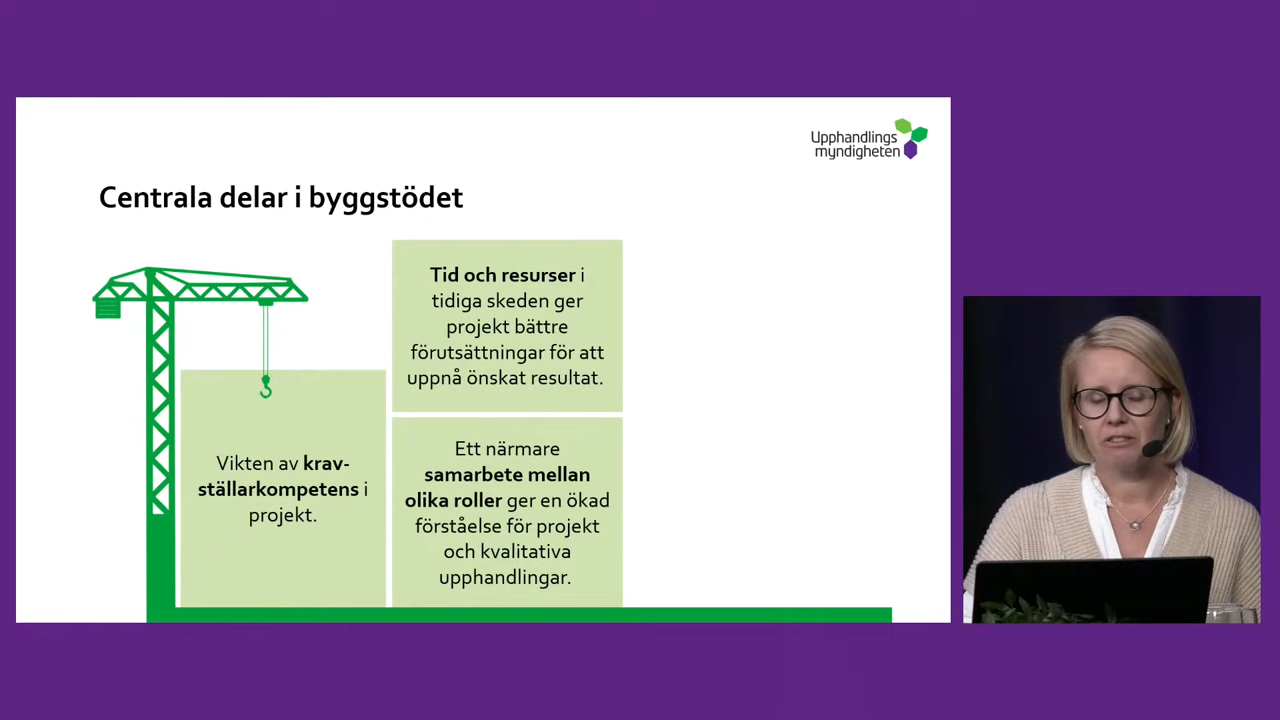 Upphandlings
myndigheten
Centrala delar i byggstödet
Tid och resurser i
tidiga skeden ger
projekt bättre
förutsättningar för att
uppnå önskat resultat.
Vikten av krav-
ställarkompetens i
projekt.
Ett närmare
samarbete mellan
olika roller ger en ökad
förståelse för projekt
och kvalitativa
upphandlingar.